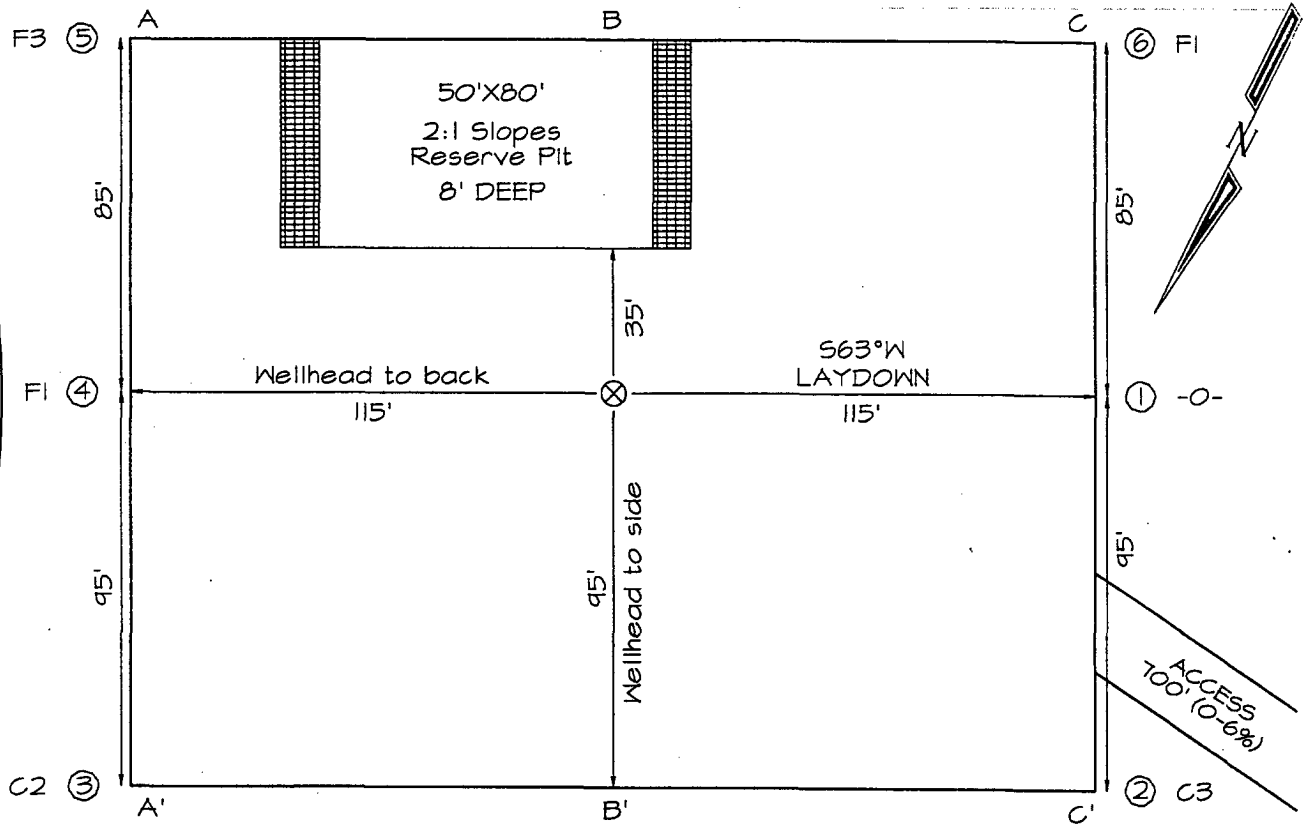 A
B
C
F3 ⑤
⑥ F1
50'X80'
2:1 Slopes
Reserve Pit
8' DEEP
N
85'
85'
35'
S63°W
LAYDOWN
Wellhead to back
F1 ④
115'
115'
① -0-
95'
95'
Wellhead to side
95'
ACCESS
700' (0-6%)
C2 ③
② C3
A'
B'
C'